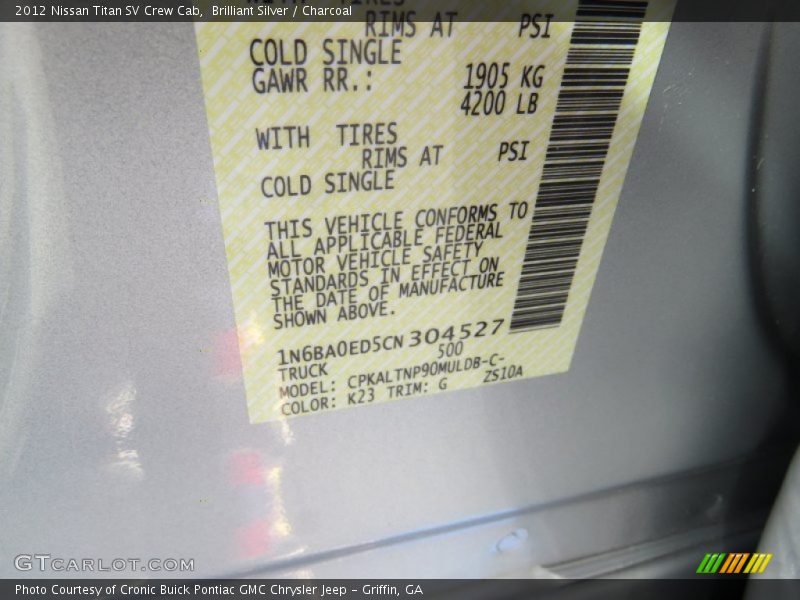 2012 Nissan Titan SV Crew Cab,  Brilliant Silver / Charcoal
WITH TIRES
RIMS AT PSI
COLD SINGLE
GAWR RR.: 1905 KG
4200 LB
WITH TIRES
RIMS AT PSI
COLD SINGLE
THIS VEHICLE CONFORMS TO
ALL APPLICABLE FEDERAL
MOTOR VEHICLE SAFETY
STANDARDS IN EFFECT ON
THE DATE OF MANUFACTURE
SHOWN ABOVE.
1N6BA0ED5CN304527
TRUCK 500
MODEL: CPKALTNP90MULDB-C-
COLOR: K23 TRIM: G ZS10A
GTCARLOT.COM
Photo Courtesy of Cronic Buick Pontiac GMC Chrysler Jeep - Griffin, GA